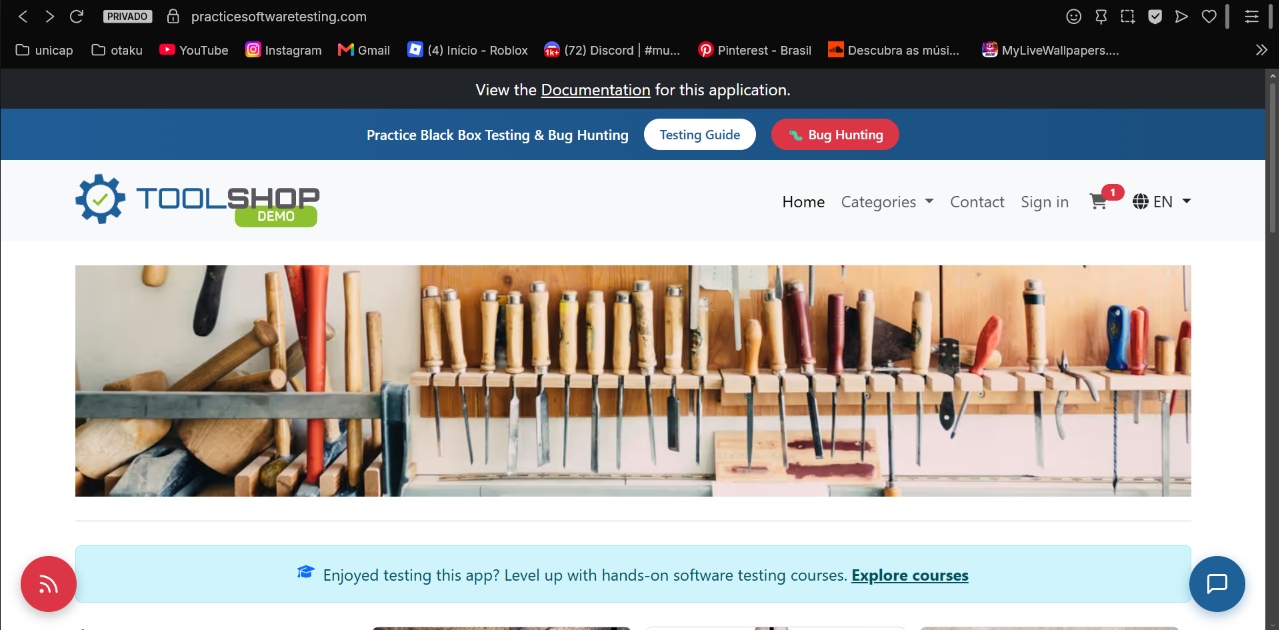 PRIVADO practicesoftwaretesting.com
unicap otaku YouTube Instagram Gmail (4) Início - Roblox 1K+ (72) Discord | #mu... Pinterest - Brasil Descubra as músi... MyLiveWallpapers....
View the Documentation for this application.
Practice Black Box Testing & Bug Hunting Testing Guide Bug Hunting
TOOLSHOP
DEMO
Home Categories Contact Sign in 1 EN
Enjoyed testing this app? Level up with hands-on software testing courses. Explore courses